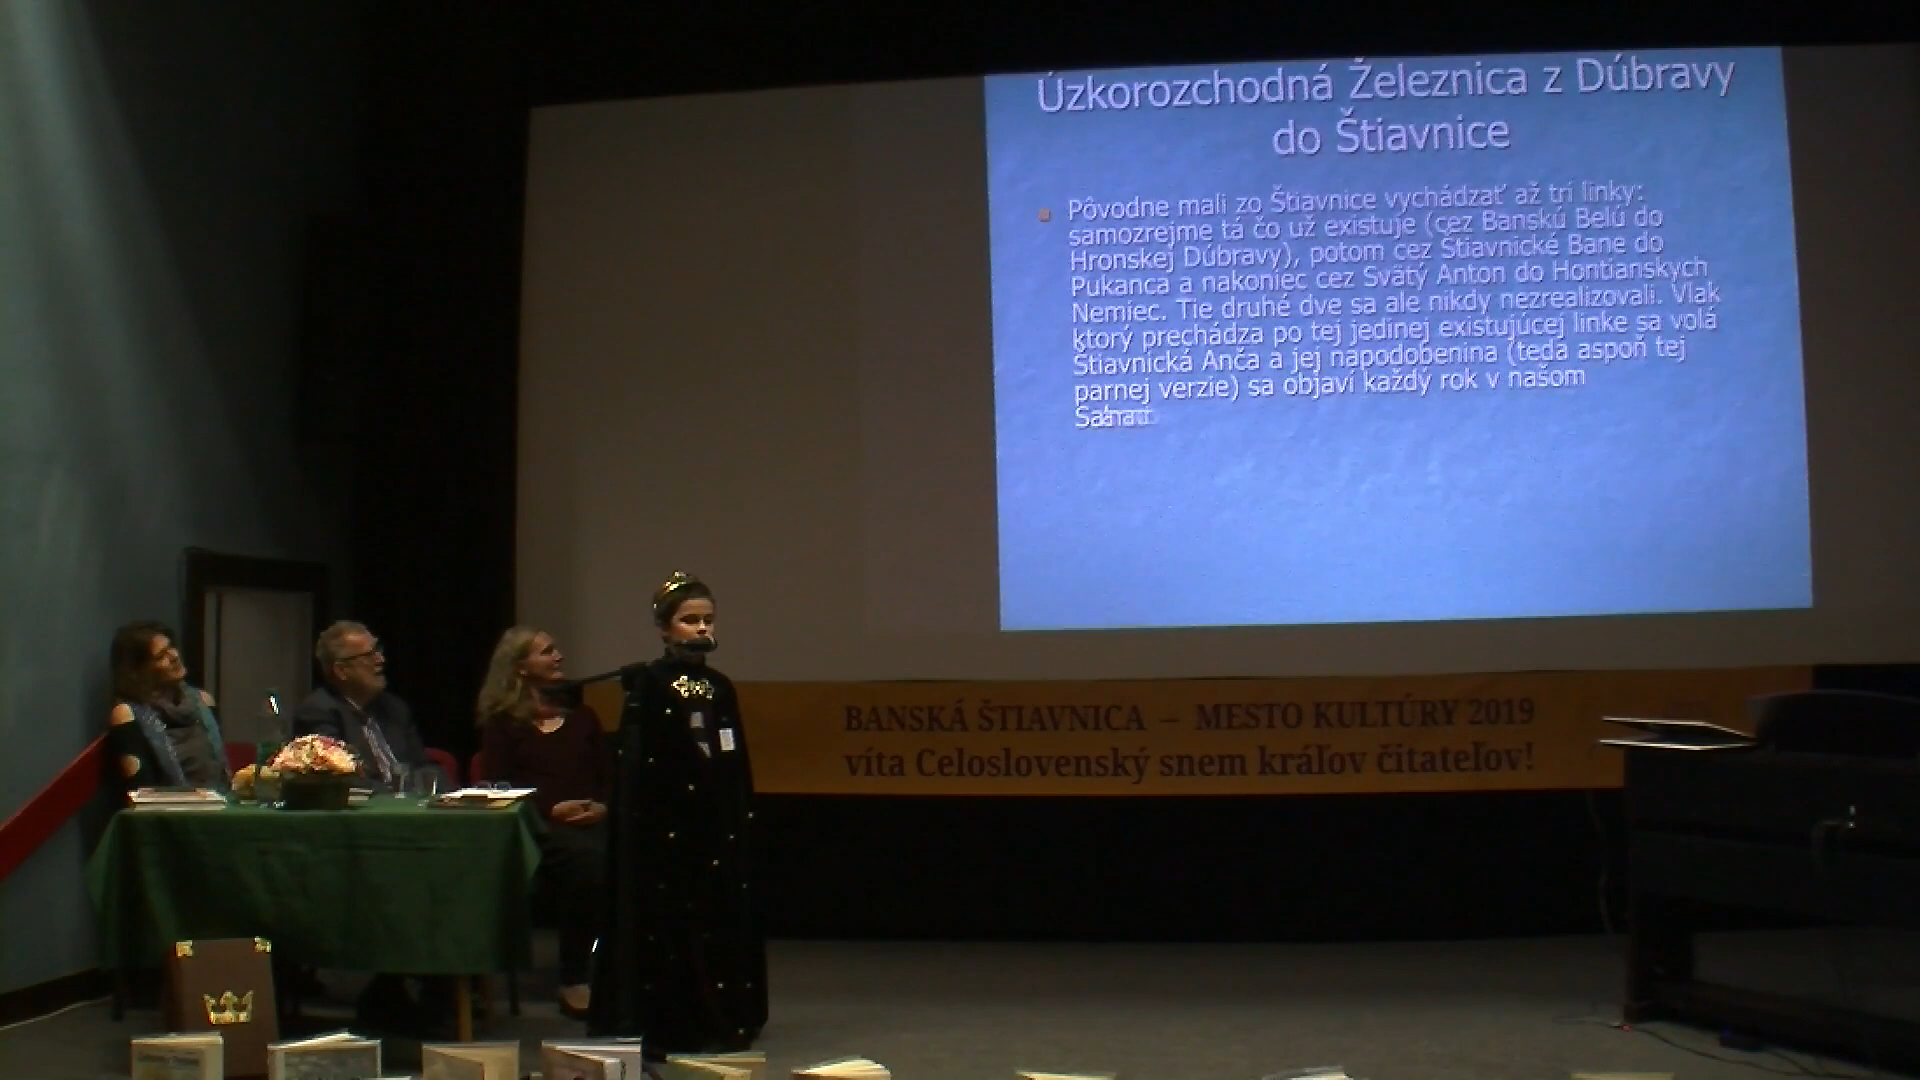 Úzkorozchodná Železnica z Dúbravy
do Štiavnice
Pôvodne mali zo Štiavnice vychádzať až tri linky:
samozrejme tá čo už existuje (cez Banskú Belú do
Hronskej Dúbravy), potom cez Štiavnické Bane do
Pukanca a nakoniec cez Svätý Anton do Hontianskych
Nemiec. Tie druhé dve sa ale nikdy nezrealizovali. Vlak
ktorý prechádza po tej jedinej existujúcej linke sa volá
Štiavnická Anča a jej napodobenina (teda aspoň tej
parnej verzie) sa objaví každý rok v našom
BANSKÁ ŠTIAVNICA – MESTO KULTÚRY 2019
víta Celoslovenský snem kráľov čitateľov!